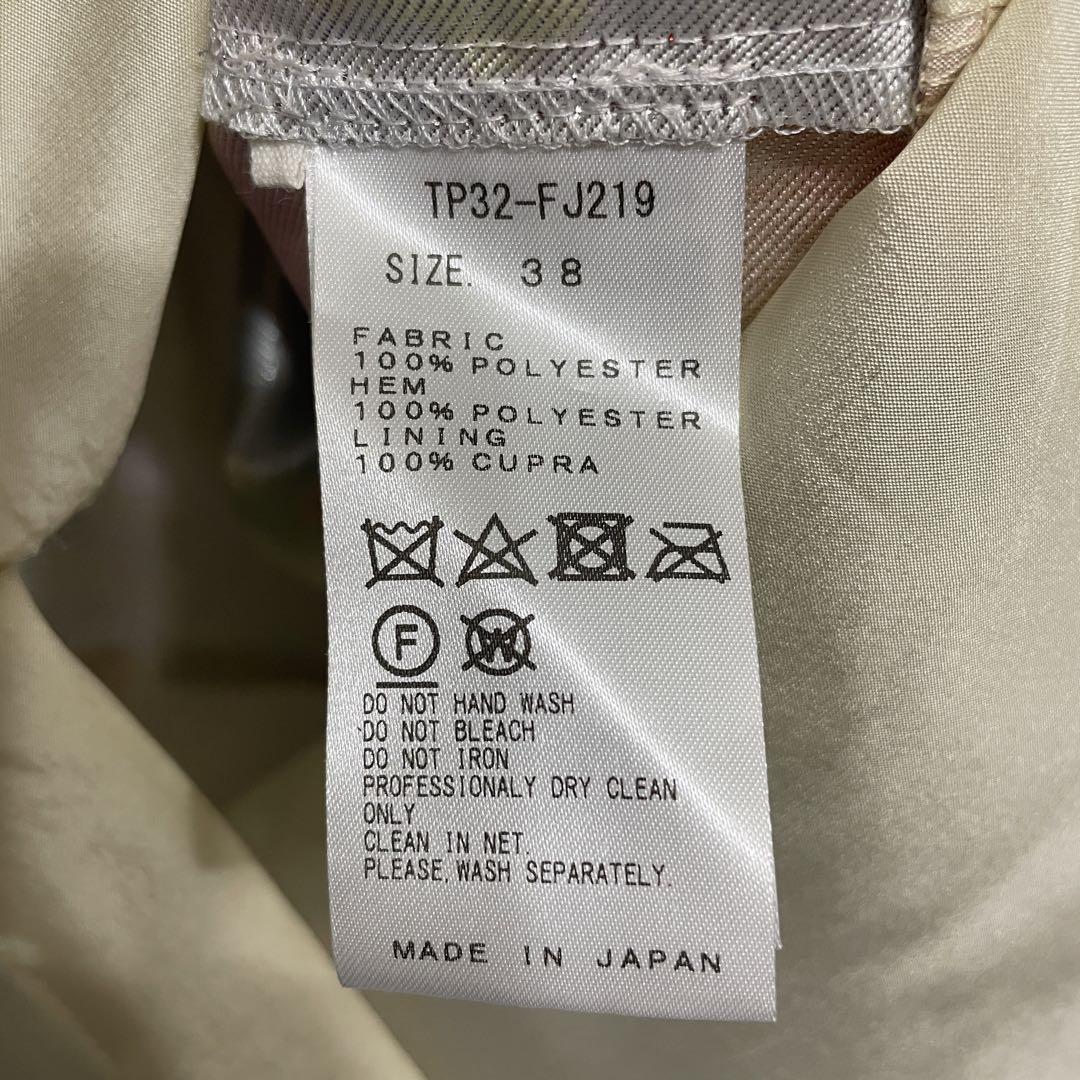 TP32-FJ219
SIZE. 38
FABRIC
100% POLYESTER
HEM
100% POLYESTER
LINING
100% CUPRA
F W
DO NOT HAND WASH
DO NOT BLEACH
DO NOT IRON
PROFESSIONALY DRY CLEAN
ONLY
CLEAN IN NET.
PLEASE, WASH SEPARATELY.
MADE IN JAPAN